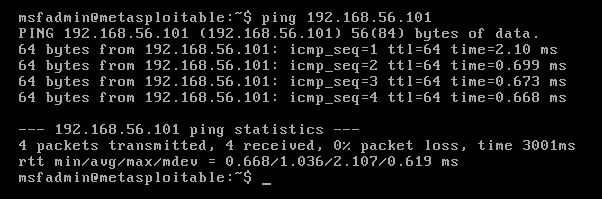 msfadmin@metasploitable:~$ ping 192.168.56.101
PING 192.168.56.101 (192.168.56.101) 56(84) bytes of data.
64 bytes from 192.168.56.101: icmp_seq=1 ttl=64 time=2.10 ms
64 bytes from 192.168.56.101: icmp_seq=2 ttl=64 time=0.699 ms
64 bytes from 192.168.56.101: icmp_seq=3 ttl=64 time=0.673 ms
64 bytes from 192.168.56.101: icmp_seq=4 ttl=64 time=0.668 ms
--- 192.168.56.101 ping statistics ---
4 packets transmitted, 4 received, 0% packet loss, time 3001ms
rtt min/avg/max/mdev = 0.668/1.036/2.107/0.619 ms
msfadmin@metasploitable:~$ _